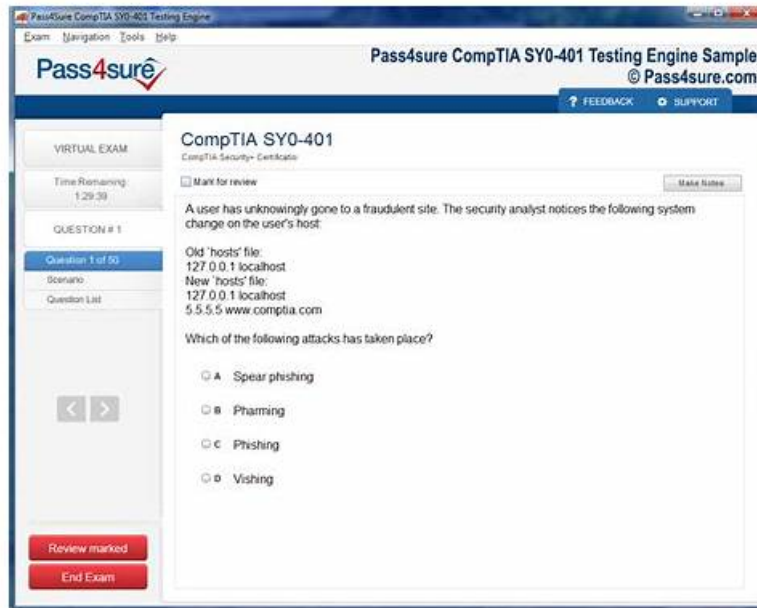 Pass4sure CompTIA SY0-401 Testing Engine
Exam Navigation Tools Help
Pass4sure
Pass4sure CompTIA SY0-401 Testing Engine Sample
© Pass4sure.com
? FEEDBACK
SUPPORT
VIRTUAL EXAM
Time Remaining
1:29:39
QUESTION # 1
Question 1 of 50
Scenario
Question List
Review marked
End Exam
CompTIA SY0-401
CompTIA Security+ Certificatio
Mark for review
Make Notes
A user has unknowingly gone to a fraudulent site. The security analyst notices the following system
change on the user's host:
Old `hosts' file:
127.0.0.1 localhost
New `hosts' file:
127.0.0.1 localhost
5.5.5.5 www.comptia.com
Which of the following attacks has taken place?
A Spear phishing
B Pharming
C Phishing
D Vishing